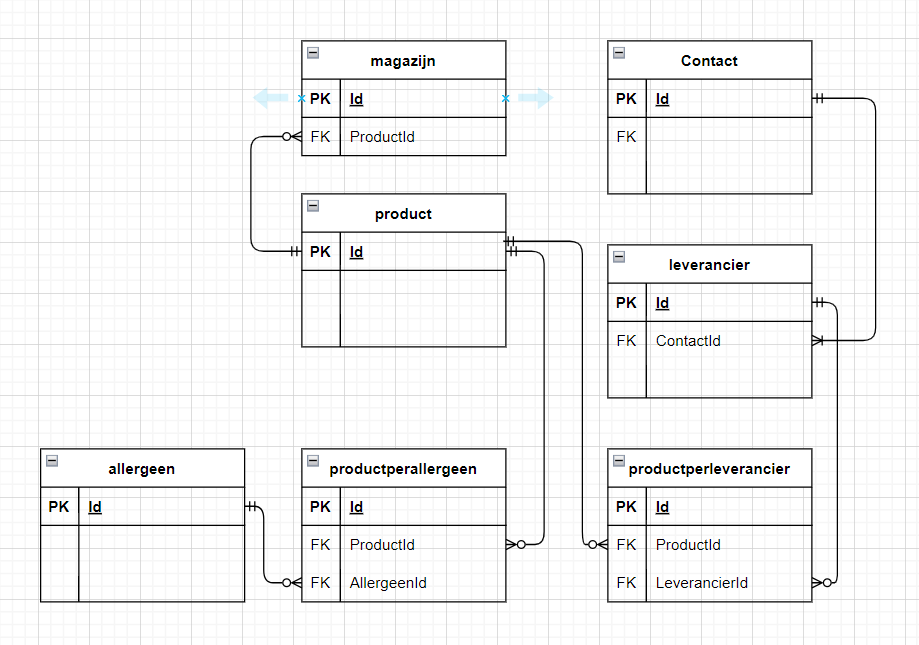 magazijn
PK Id
FK ProductId
Contact
PK Id
FK
product
PK Id
leverancier
PK Id
FK ContactId
allergeen
PK Id
productperallergeen
PK Id
FK ProductId
FK AllergeenId
productperleverancier
PK Id
FK ProductId
FK LeverancierId